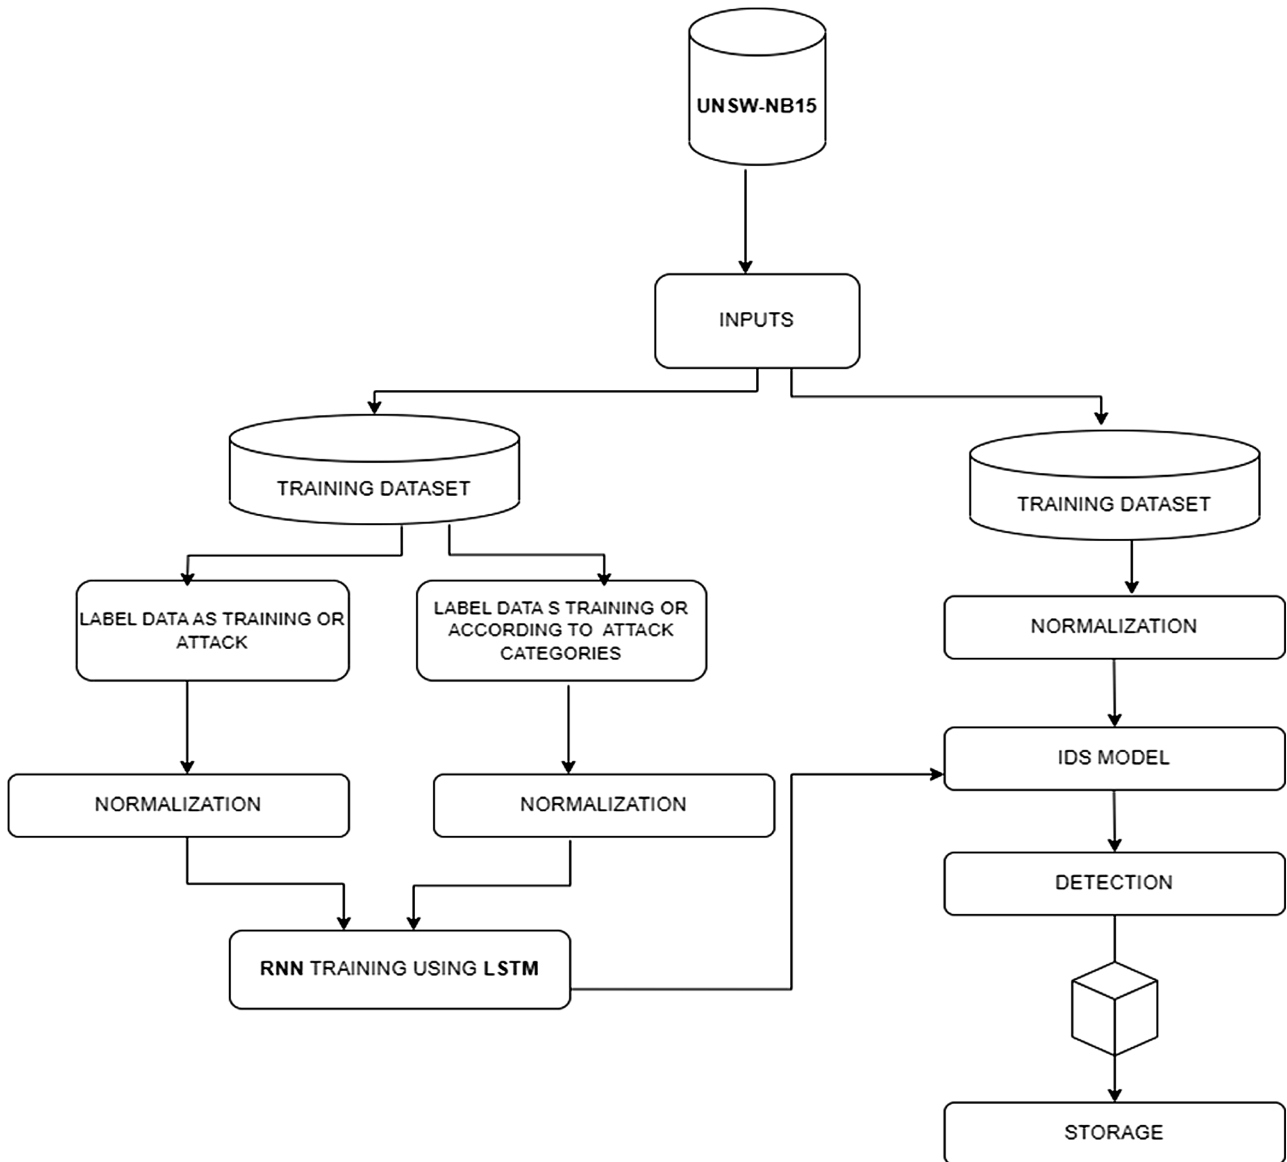 UNSW-NB15
INPUTS
TRAINING DATASET
TRAINING DATASET
LABEL DATA AS TRAINING OR
ATTACK
LABEL DATA S TRAINING OR
ACCORDING TO ATTACK
CATEGORIES
NORMALIZATION
IDS MODEL
NORMALIZATION
NORMALIZATION
DETECTION
RNN TRAINING USING LSTM
STORAGE